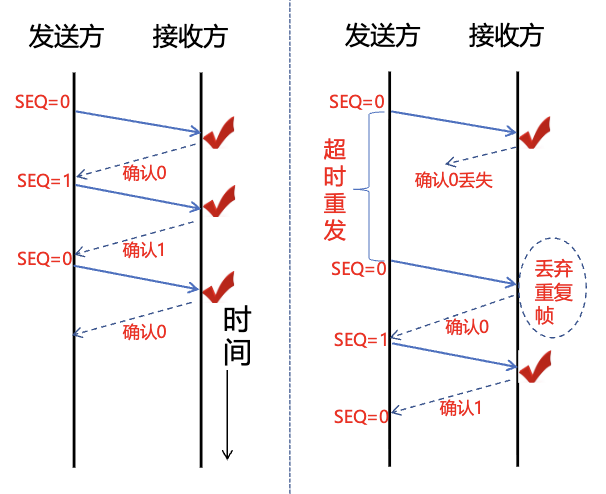 发送方
接收方
SEQ=0
确认0
SEQ=1
确认1
SEQ=0
确认0
时
间
发送方
接收方
SEQ=0
超
时
重
发
确认0丢失
SEQ=0
丢弃
重复
帧
确认0
SEQ=1
确认1
SEQ=0